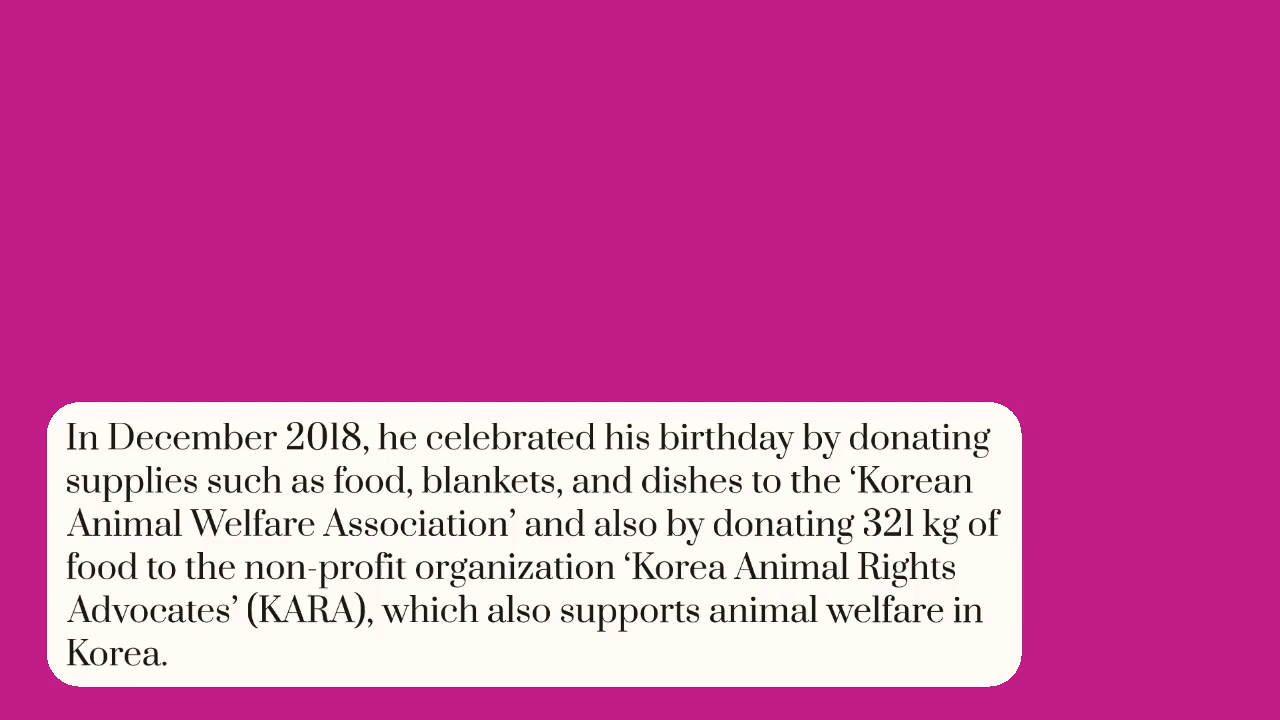 In December 2018, he celebrated his birthday by donating
supplies such as food, blankets, and dishes to the ‘Korean
Animal Welfare Association’ and also by donating 321 kg of
food to the non-profit organization ‘Korea Animal Rights
Advocates’ (KARA), which also supports animal welfare in
Korea.